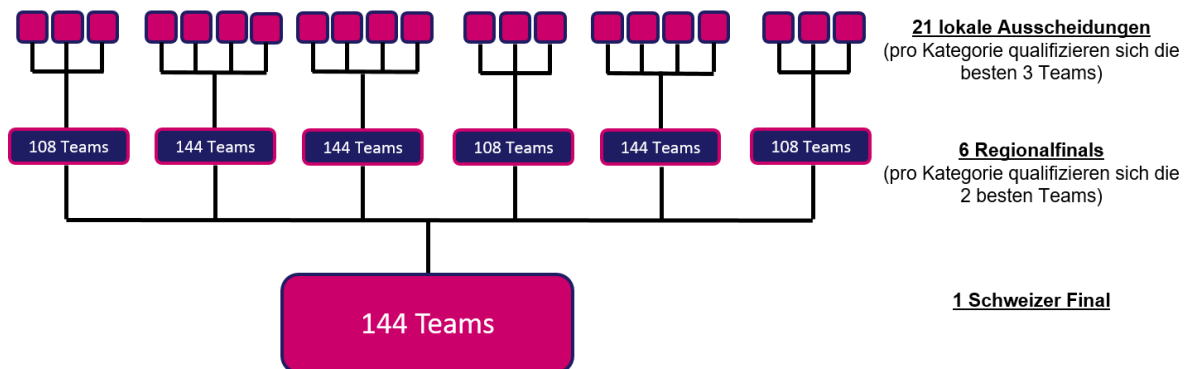 21 lokale Ausscheidungen
(pro Kategorie qualifizieren sich die
besten 3 Teams)
108 Teams
144 Teams
144 Teams
108 Teams
144 Teams
108 Teams
6 Regionalfinals
(pro Kategorie qualifizieren sich die
2 besten Teams)
144 Teams
1 Schweizer Final